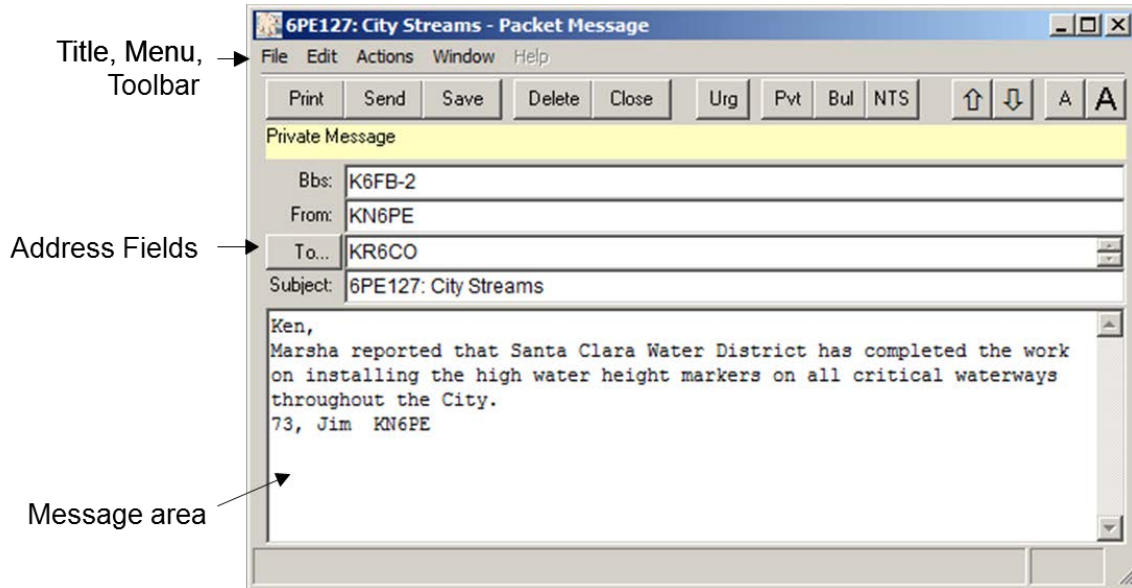 6PE127: City Streams - Packet Message
Title, Menu,
Toolbar
File Edit Actions Window Help
Print Send Save Delete Close Urg Pvt Bul NTS A A
Private Message
Bbs: K6FB-2
From: KN6PE
Address Fields
To... KR6CO
Subject: 6PE127: City Streams
Ken,
Marsha reported that Santa Clara Water District has completed the work
on installing the high water height markers on all critical waterways
throughout the City.
73, Jim KN6PE
Message area